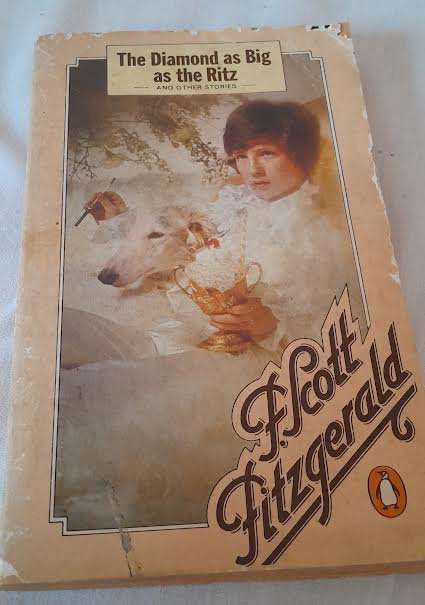 The Diamond as Big
as the Ritz
AND OTHER STORIES
F. Scott
Fitzgerald